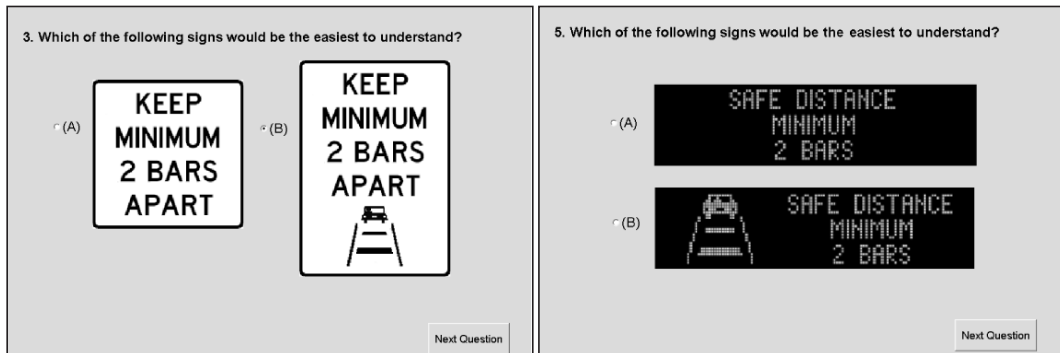 3. Which of the following signs would be the easiest to understand?
(A)
KEEP
MINIMUM
2 BARS
APART
(B)
KEEP
MINIMUM
2 BARS
APART
Next Question
5. Which of the following signs would be the easiest to understand?
(A)
SAFE DISTANCE
MINIMUM
2 BARS
(B)
SAFE DISTANCE
MINIMUM
2 BARS
Next Question